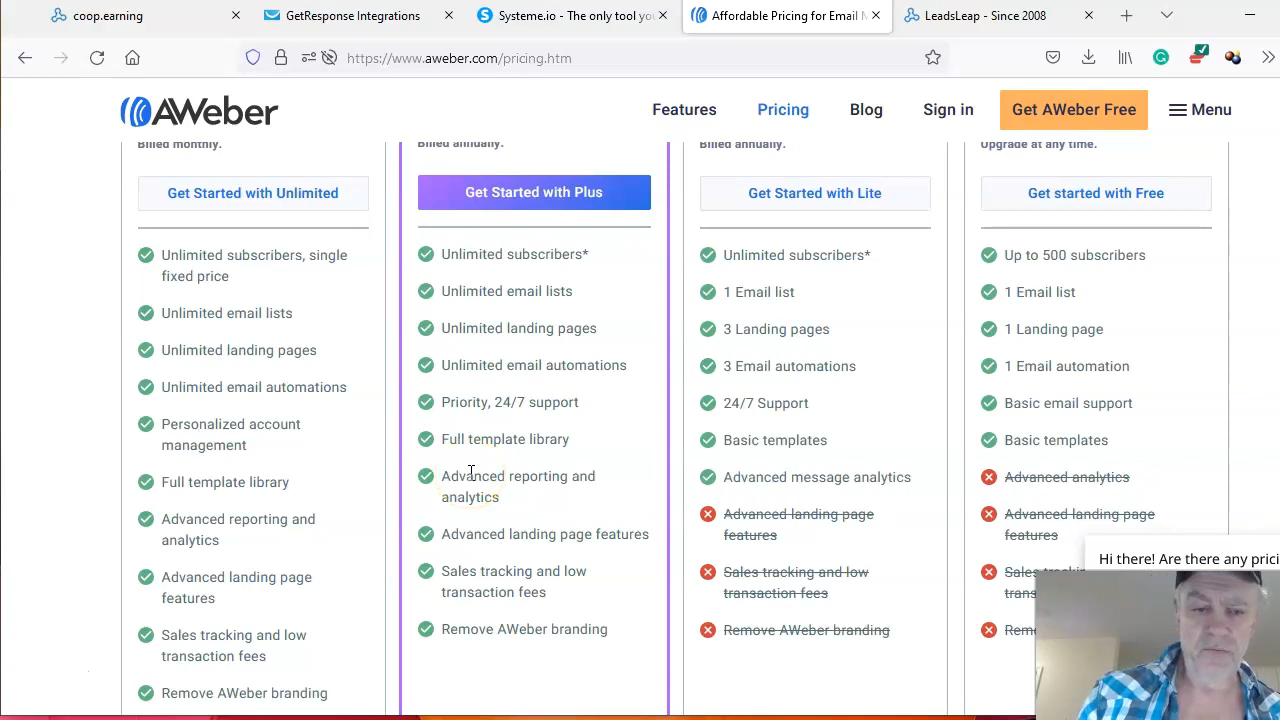 coop.earning
GetResponse Integrations
Systeme.io - The only tool you
Affordable Pricing for Email M
LeadsLeap - Since 2008
https://www.aweber.com/pricing.htm
AWeber
Features
Pricing
Blog
Sign in
Get AWeber Free
Menu
Billed monthly.
Get Started with Unlimited
Unlimited subscribers, single
fixed price
Unlimited email lists
Unlimited landing pages
Unlimited email automations
Personalized account
management
Full template library
Advanced reporting and
analytics
Advanced landing page
features
Sales tracking and low
transaction fees
Remove AWeber branding
Billed annually.
Get Started with Plus
Unlimited subscribers*
Unlimited email lists
Unlimited landing pages
Unlimited email automations
Priority, 24/7 support
Full template library
Advanced reporting and
analytics
Advanced landing page features
Sales tracking and low
transaction fees
Remove AWeber branding
Billed annually.
Get Started with Lite
Unlimited subscribers*
1 Email list
3 Landing pages
3 Email automations
24/7 Support
Basic templates
Advanced message analytics
Advanced landing page
features
Sales tracking and low
transaction fees
Remove AWeber branding
Upgrade at any time.
Get started with Free
Up to 500 subscribers
1 Email list
1 Landing page
1 Email automation
Basic email support
Basic templates
Advanced analytics
Advanced landing page
features
Hi there! Are there any prici